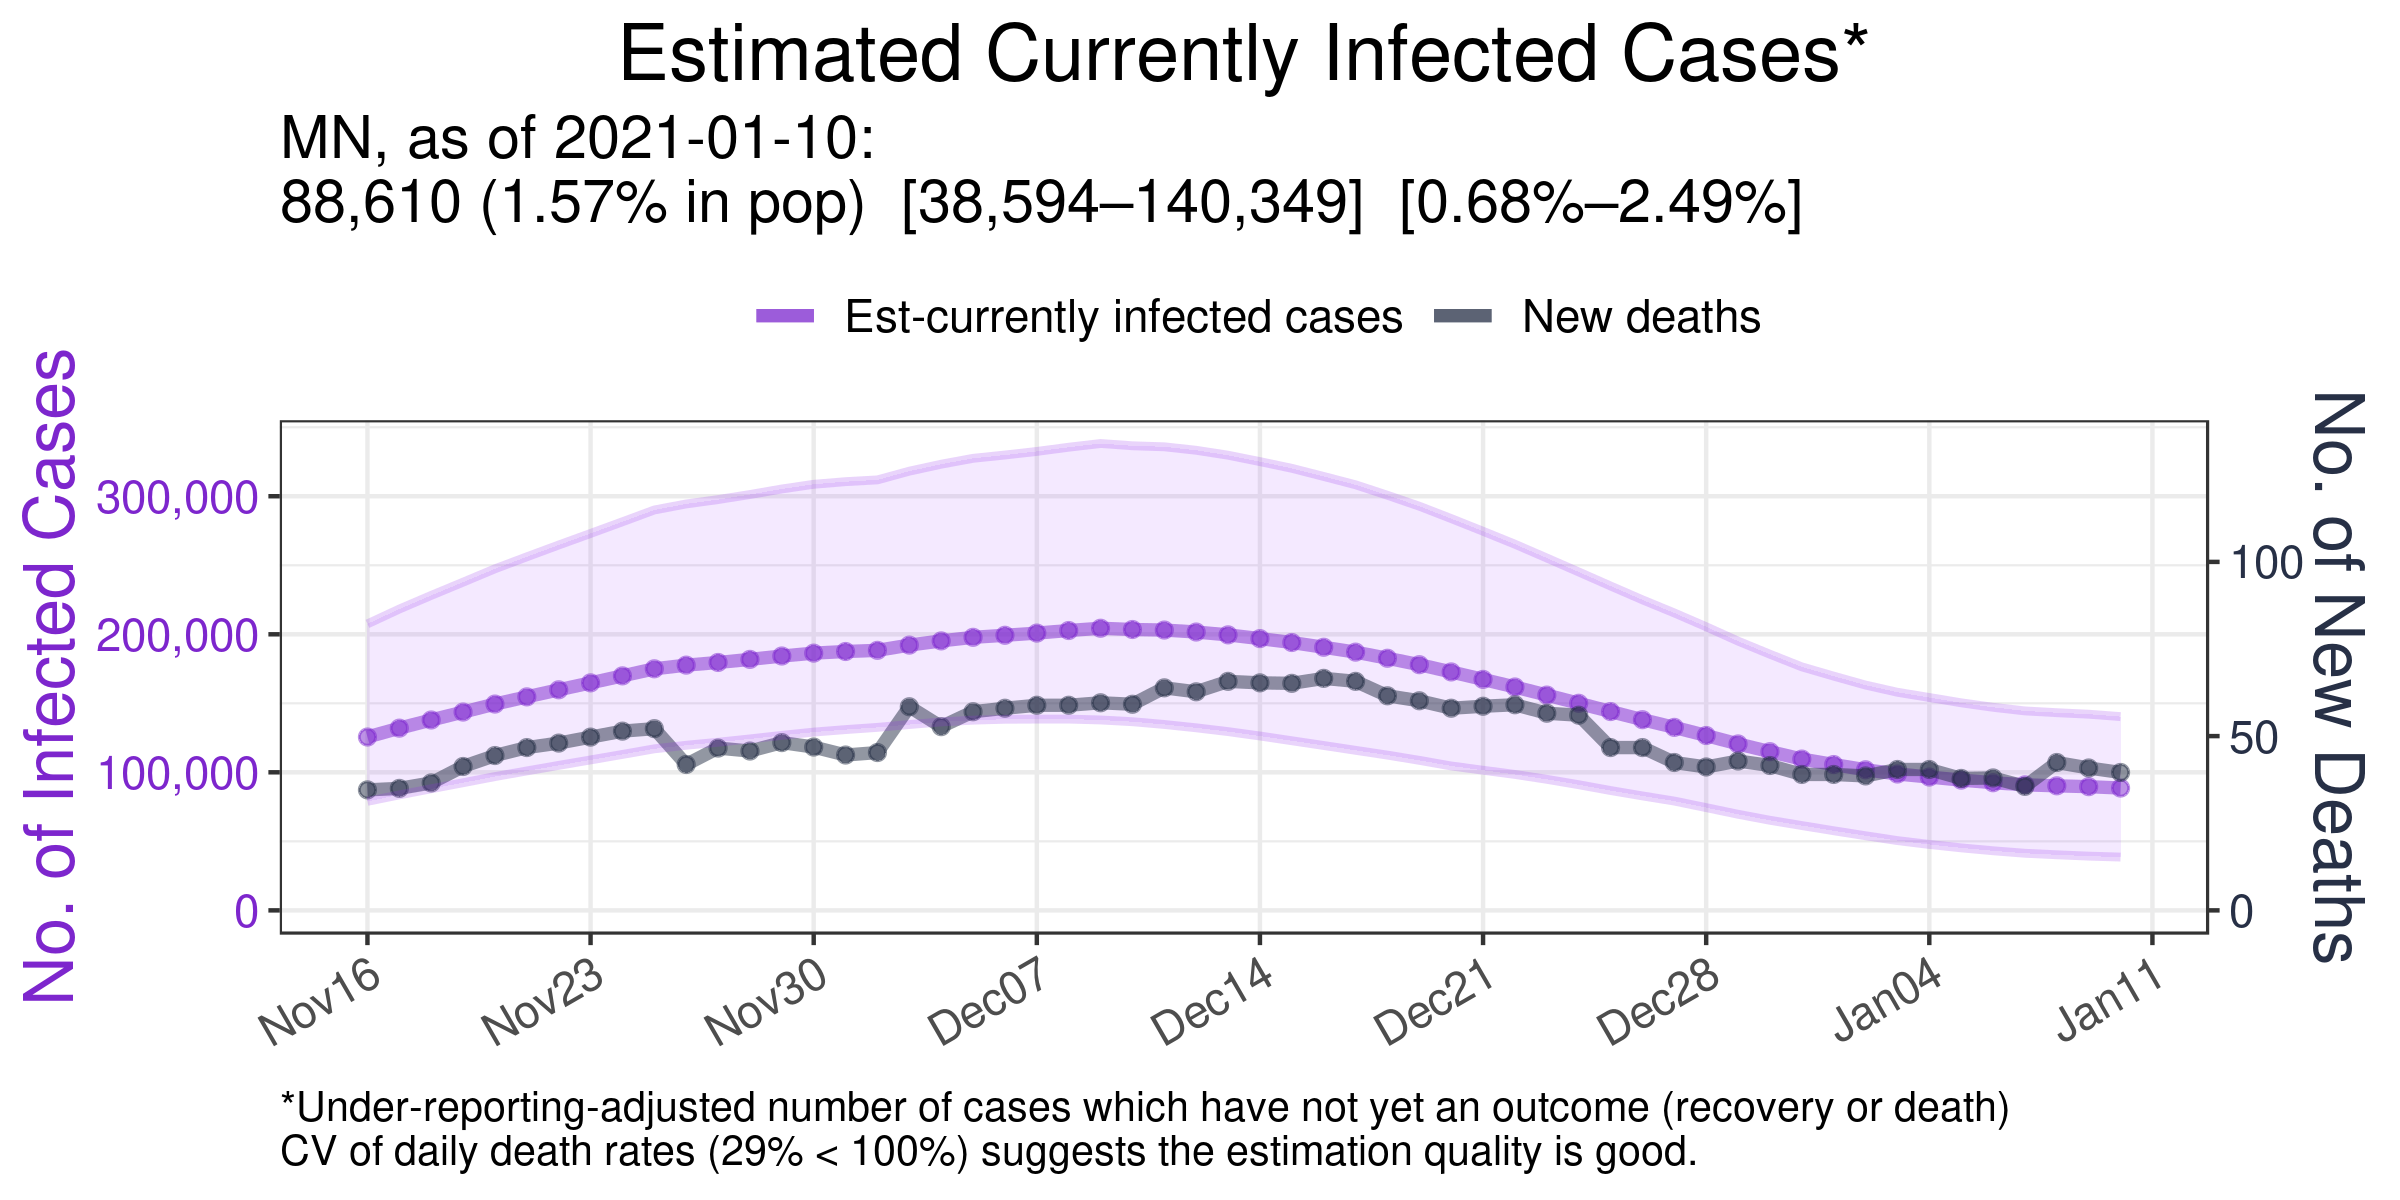 Estimated Currently Infected Cases*
MN, as of 2021-01-10:
88,610 (1.57% in pop)  [38,594–140,349]  [0.68%–2.49%]
Est-currently infected cases
New deaths
No. of Infected Cases
300,000
200,000
100,000
0
No. of New Deaths
100
50
0
Nov16
Nov23
Nov30
Dec07
Dec14
Dec21
Dec28
Jan04
Jan11
*Under-reporting-adjusted number of cases which have not yet an outcome (recovery or death)
CV of daily death rates (29% < 100%) suggests the estimation quality is good.